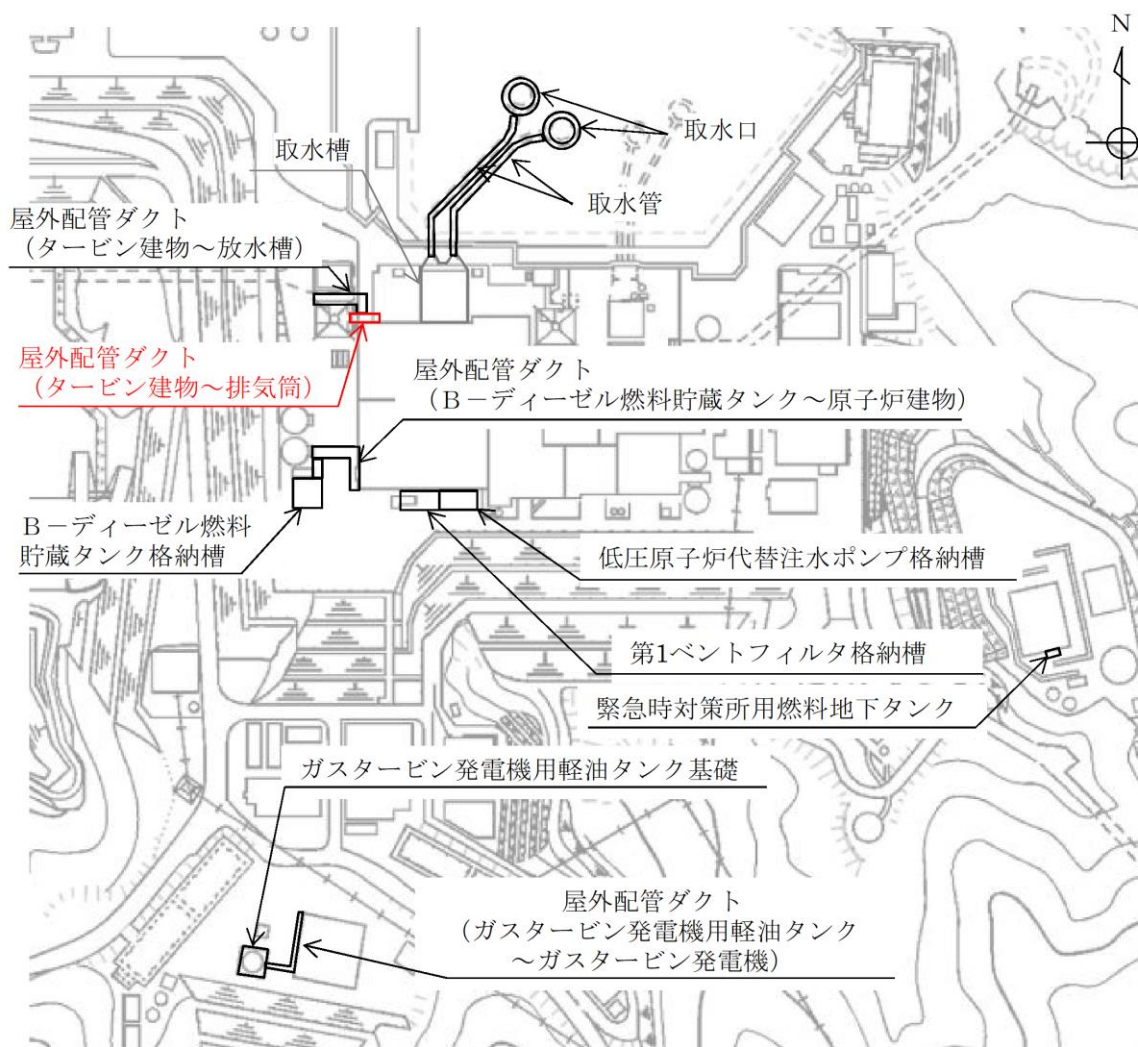 N
取水口
取水槽
取水管
屋外配管ダクト
(タービン建物~放水槽)
屋外配管ダクト
(タービン建物~排気筒)
屋外配管ダクト
(B-ディーゼル燃料貯蔵タンク~原子炉建物)
B-ディーゼル燃料
貯蔵タンク格納槽
低圧原子炉代替注水ポンプ格納槽
第1ベントフィルタ格納槽
緊急時対策所用燃料地下タンク
ガスタービン発電機用軽油タンク基礎
屋外配管ダクト
(ガスタービン発電機用軽油タンク
~ガスタービン発電機)